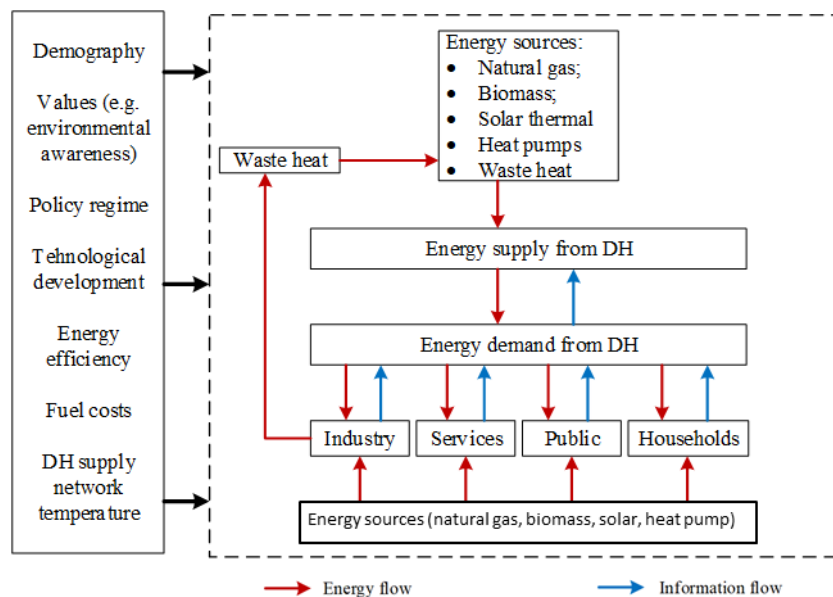 Demography
Values (e.g.
environmental
awareness)
Policy regime
Tehnological
development
Energy
efficiency
Fuel costs
DH supply
network
temperature
Energy sources:
• Natural gas;
• Biomass;
• Solar thermal
• Heat pumps
• Waste heat
Waste heat
Energy supply from DH
Energy demand from DH
Industry
Services
Public
Households
Energy sources (natural gas, biomass, solar, heat pump)
Energy flow
Information flow